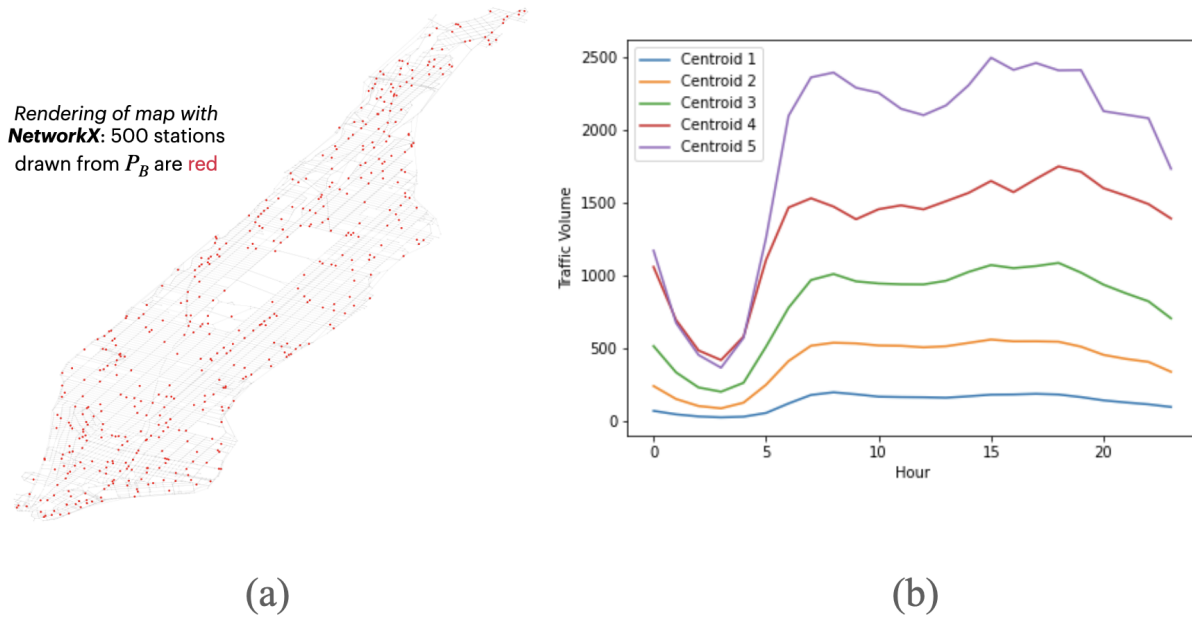 Rendering of map with
NetworkX: 500 stations
drawn from P_B are red
(a)
2500
2000
1500
1000
500
0
Traffic Volume
Centroid 1
Centroid 2
Centroid 3
Centroid 4
Centroid 5
0 5 10 15 20
Hour
(b)